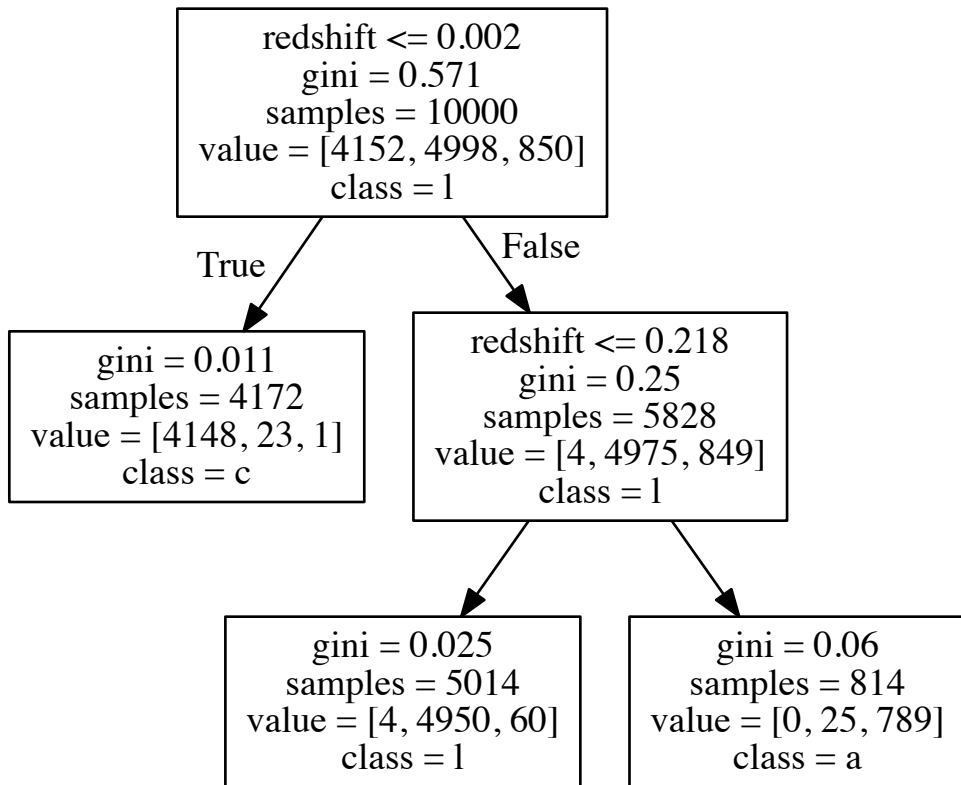 redshift <= 0.002
gini = 0.571
samples = 10000
value = [4152, 4998, 850]
class = l
True
False
gini = 0.011
samples = 4172
value = [4148, 23, 1]
class = c
redshift <= 0.218
gini = 0.25
samples = 5828
value = [4, 4975, 849]
class = l
gini = 0.025
samples = 5014
value = [4, 4950, 60]
class = l
gini = 0.06
samples = 814
value = [0, 25, 789]
class = a